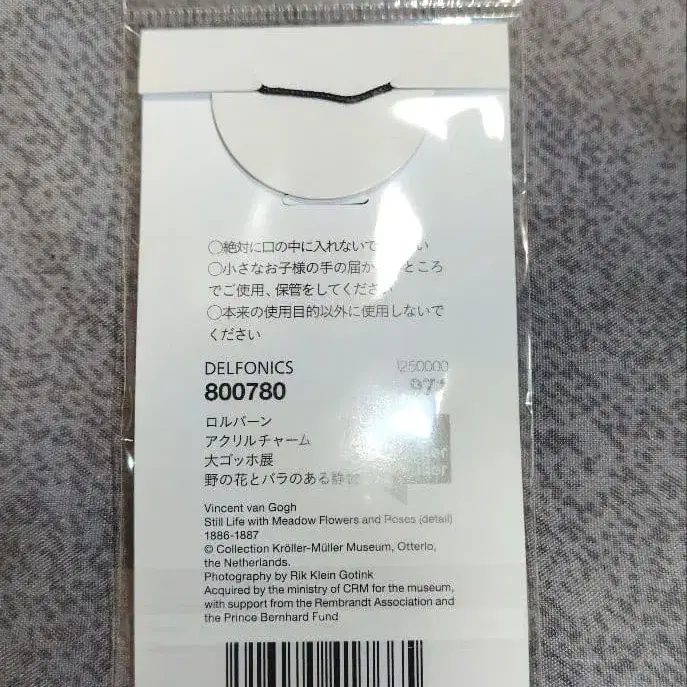 ◯絶対に口の中に入れないで　　い
◯小さなお子様の手の届か　　ところ
でご使用、保管をしてください
◯本来の使用目的以外に使用しないで
ください
DELFONICS
800780
ロルバーン
アクリルチャーム
大ゴッホ展
野の花とバラのある静物
Vincent van Gogh
Still Life with Meadow Flowers and Roses (detail)
1886-1887
© Collection Kröller-Müller Museum, Otterlo,
the Netherlands.
Photography by Rik Klein Gotink
Acquired by the ministry of CRM for the museum,
with support from the Rembrandt Association and
the Prince Bernhard Fund